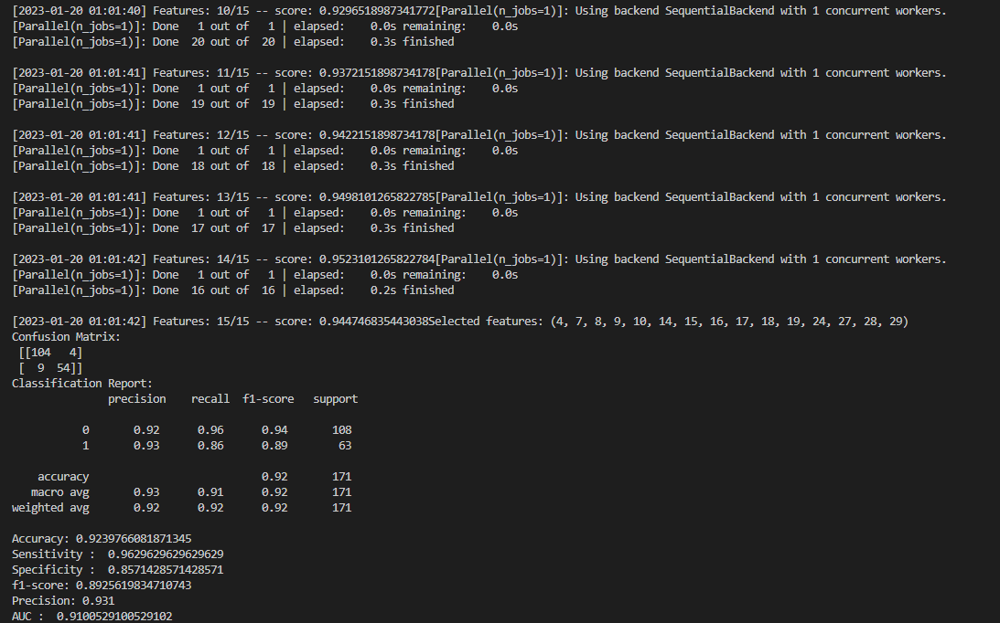 [2023-01-20 01:01:40] Features: 10/15 -- score: 0.9296518987341772[Parallel(n_jobs=1)]: Using backend SequentialBackend with 1 concurrent workers.
[Parallel(n_jobs=1)]: Done   1 out of   1 | elapsed:    0.0s remaining:    0.0s
[Parallel(n_jobs=1)]: Done  20 out of  20 | elapsed:    0.3s finished

[2023-01-20 01:01:41] Features: 11/15 -- score: 0.9372151898734178[Parallel(n_jobs=1)]: Using backend SequentialBackend with 1 concurrent workers.
[Parallel(n_jobs=1)]: Done   1 out of   1 | elapsed:    0.0s remaining:    0.0s
[Parallel(n_jobs=1)]: Done  19 out of  19 | elapsed:    0.3s finished

[2023-01-20 01:01:41] Features: 12/15 -- score: 0.9422151898734178[Parallel(n_jobs=1)]: Using backend SequentialBackend with 1 concurrent workers.
[Parallel(n_jobs=1)]: Done   1 out of   1 | elapsed:    0.0s remaining:    0.0s
[Parallel(n_jobs=1)]: Done  18 out of  18 | elapsed:    0.3s finished

[2023-01-20 01:01:41] Features: 13/15 -- score: 0.9498101265822785[Parallel(n_jobs=1)]: Using backend SequentialBackend with 1 concurrent workers.
[Parallel(n_jobs=1)]: Done   1 out of   1 | elapsed:    0.0s remaining:    0.0s
[Parallel(n_jobs=1)]: Done  17 out of  17 | elapsed:    0.3s finished

[2023-01-20 01:01:42] Features: 14/15 -- score: 0.9523101265822784[Parallel(n_jobs=1)]: Using backend SequentialBackend with 1 concurrent workers.
[Parallel(n_jobs=1)]: Done   1 out of   1 | elapsed:    0.0s remaining:    0.0s
[Parallel(n_jobs=1)]: Done  16 out of  16 | elapsed:    0.2s finished

[2023-01-20 01:01:42] Features: 15/15 -- score: 0.944746835443038Selected features: (4, 7, 8, 9, 10, 14, 15, 16, 17, 18, 19, 24, 27, 28, 29)
Confusion Matrix:
 [[104   4]
 [  9  54]]
Classification Report:
               precision    recall  f1-score   support

           0       0.92      0.96      0.94       108
           1       0.93      0.86      0.89        63

    accuracy                           0.92       171
   macro avg       0.93      0.91      0.92       171
weighted avg       0.92      0.92      0.92       171

Accuracy: 0.9239766081871345
Sensitivity :  0.9629629629629629
Specificity :  0.8571428571428571
f1-score: 0.8925619834710743
Precision: 0.931
AUC :  0.9100529100529102